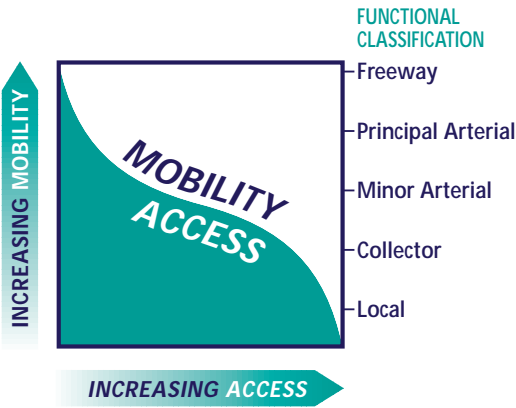 FUNCTIONAL
CLASSIFICATION
Freeway
Principal Arterial
Minor Arterial
Collector
Local
INCREASING MOBILITY
MOBILITY
ACCESS
INCREASING ACCESS